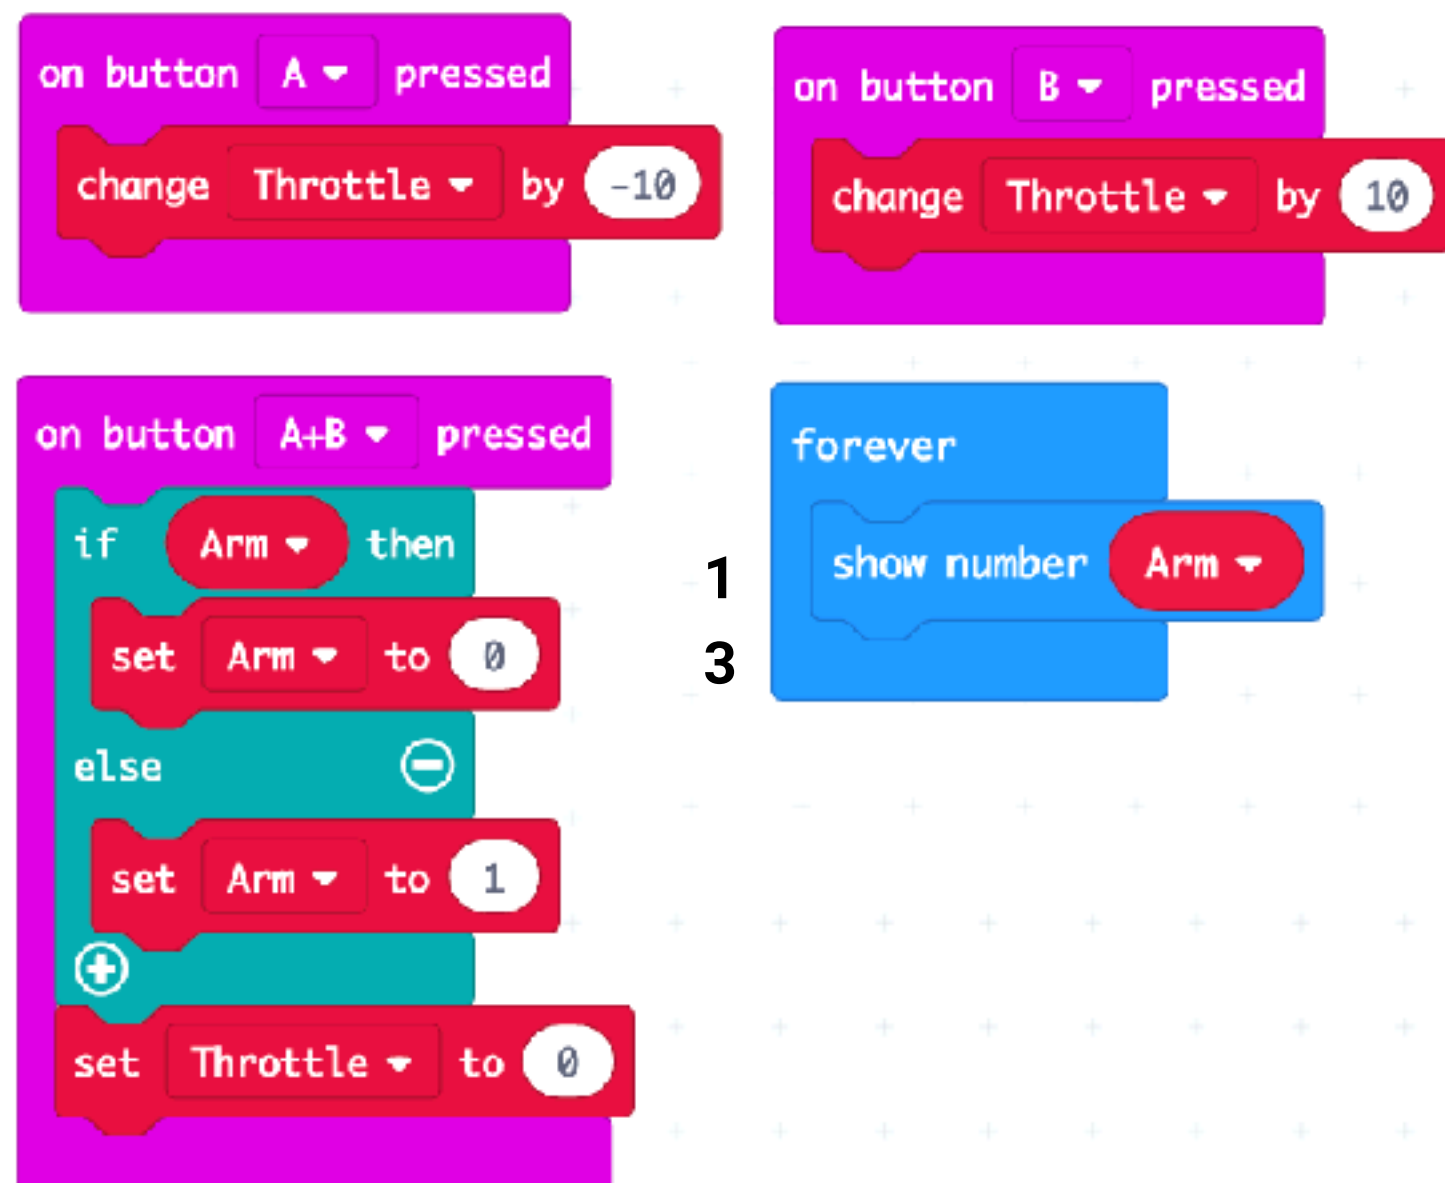 on button A pressed
change Throttle by -10
on button B pressed
change Throttle by 10
on button A+B pressed
if Arm then
set Arm to 0
else
set Arm to 1
set Throttle to 0
1
3
forever
show number Arm